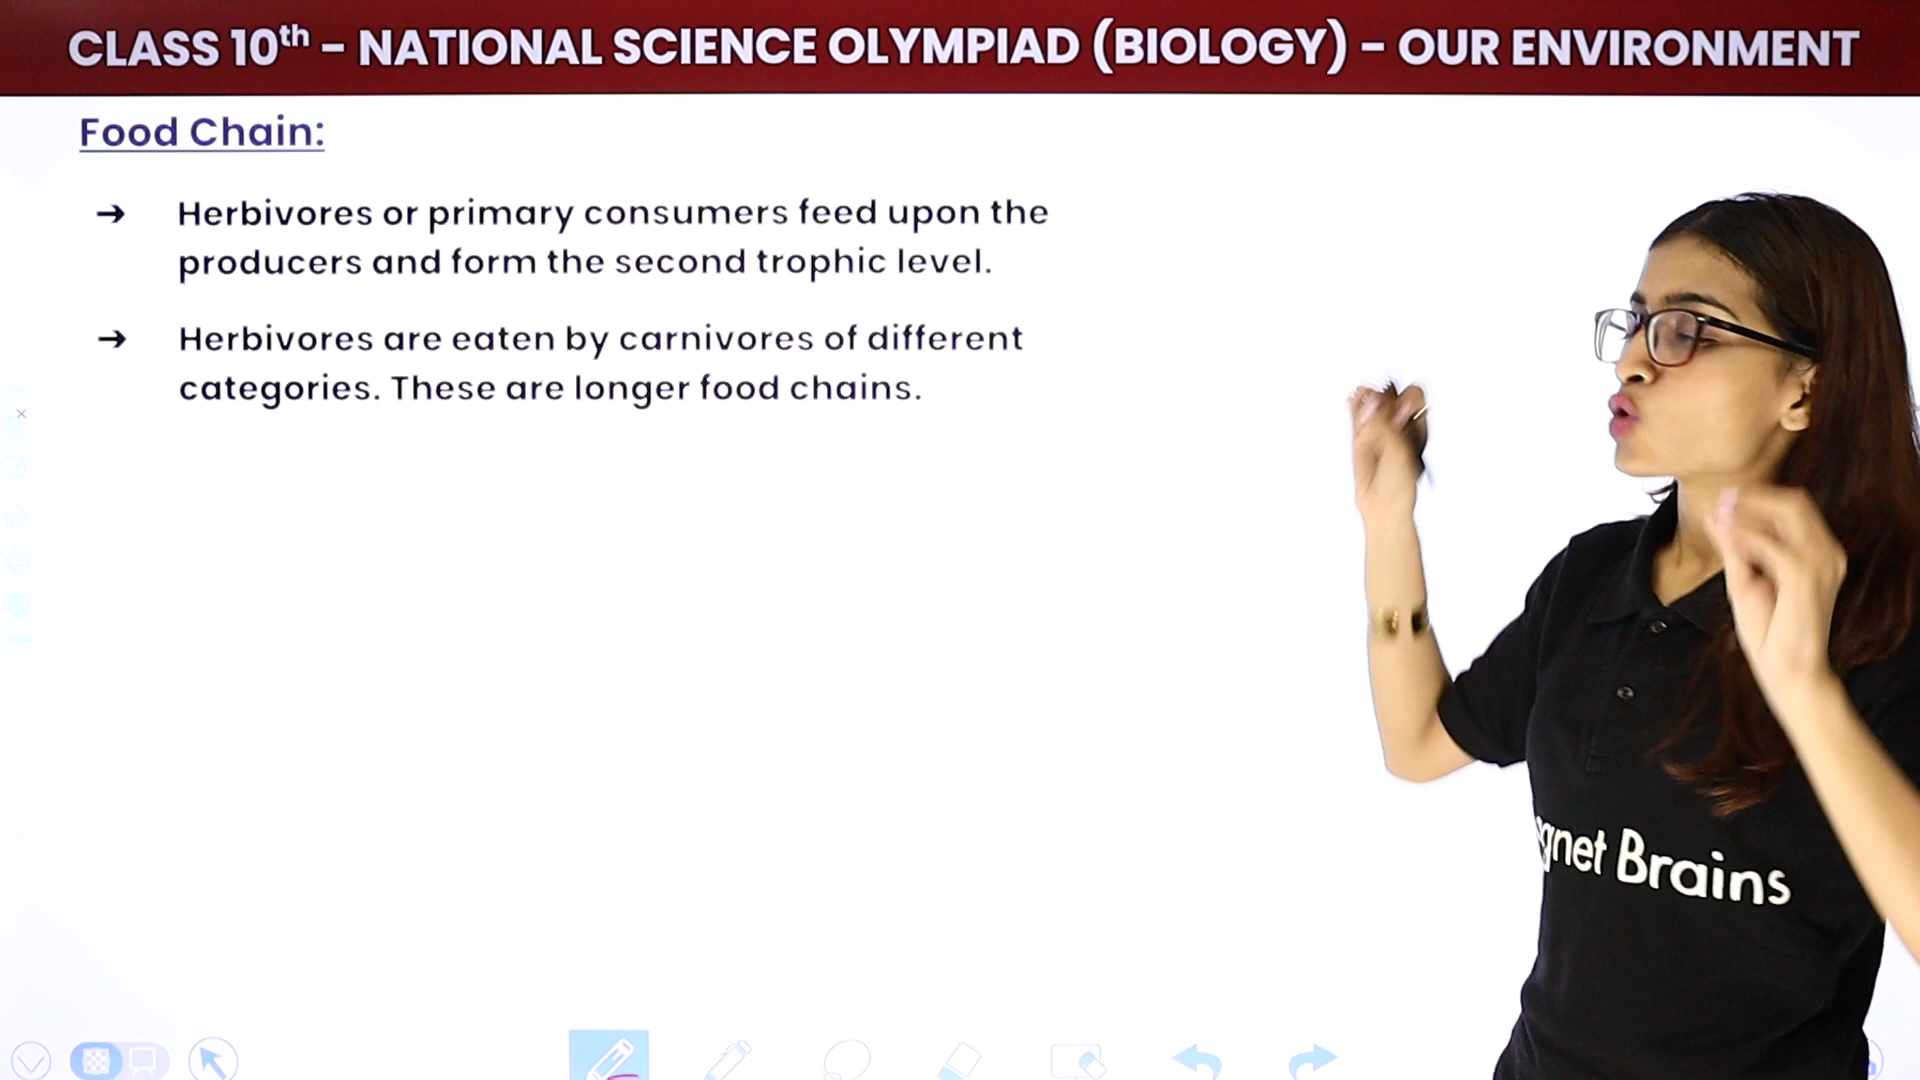 CLASS 10th – NATIONAL SCIENCE OLYMPIAD (BIOLOGY) – OUR ENVIRONMENT
Food Chain:
➔ Herbivores or primary consumers feed upon the
producers and form the second trophic level.
➔ Herbivores are eaten by carnivores of different
categories. These are longer food chains.
gnet Brains